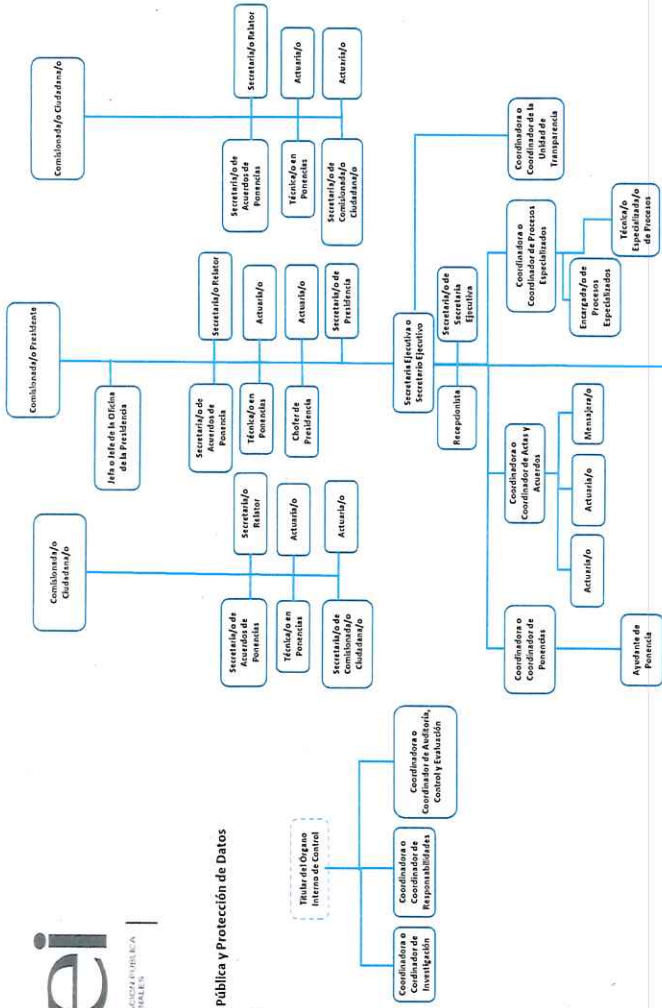 ei
CIÓN PÚBLICA
NALES
Pública y Protección de Datos
Titular del Órgano
Interno de Control
Coordinadora o
Cordinador de
Investigación
Coordinadora o
Coordinador de
Responsabilidades
Coordinadora o
Coordinador de Auditoría,
Control y Evaluación
Comisionada/o
Ciudadana/o
Secretaria/o de
Acuerdos de
Ponencias
Secretaria/o
Relator
Técnica/o en
Ponencias
Actuaria/o
Secretaria/o de
Comisionada/o
Ciudadana/o
Actuaria/o
Comisionada/o Presidente
Jefa o Jefe de la Oficina
de la Presidencia
Secretaria/o de
Acuerdos de
Ponencia
Secretaria/o Relator
Técnica/o en
Ponencias
Actuaria/o
Chofer de
Presidencia
Actuaria/o
Secretaria/o de
Presidencia
Comisionada/o Ciudadana/o
Secretaria/o de
Acuerdos de
Ponencias
Secretaria/o Relator
Técnica/o en
Ponencias
Actuaria/o
Secretaria/o de
Comisionada/o
Ciudadana/o
Actuaria/o
Secretaria Ejecutiva o
Secretario Ejecutivo
Recepcionista
Secretaria/o de
Secretaria
Ejecutiva
Coordinadora o
Coordinador de
Ponencias
Ayudante de
Ponencia
Coordinadora o
Coordinador de Actas y
Acuerdos
Actuaria/o
Actuaria/o
Mensajera/o
Coordinadora o
Coordinador de Procesos
Especializados
Encargada/o de
Procesos
Especializados
Técnica/o
Especializada/o
de Procesos
Coordinadora o
Coordinador de la
Unidad de
Transparencia